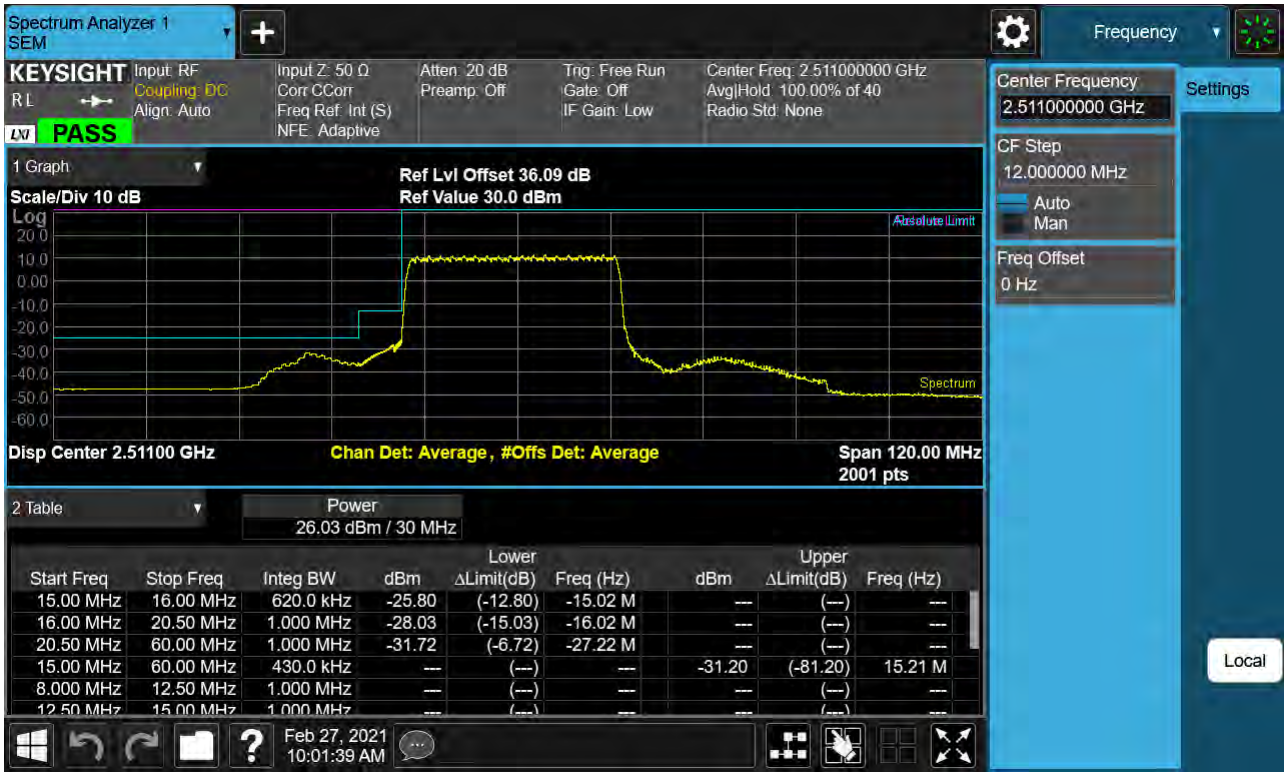 Spectrum Analyzer 1
SEM
Frequency
KEYSIGHT
R L
LXI PASS
Input: RF
Coupling: DC
Align: Auto
Input Z: 50 Ω
Corr CCorr
Freq Ref: Int (S)
NFE: Adaptive
Atten: 20 dB
Preamp: Off
Trig: Free Run
Gate: Off
IF Gain: Low
Center Freq: 2.511000000 GHz
Avg|Hold: 100.00% of 40
Radio Std: None
Center Frequency
2.511000000 GHz
Settings
CF Step
12.000000 MHz
Auto
Man
Freq Offset
0 Hz
1 Graph
Scale/Div 10 dB
Ref Lvl Offset 36.09 dB
Ref Value 30.0 dBm
Log
20.0
10.0
0.00
-10.0
-20.0
-30.0
-40.0
-50.0
-60.0
Limit
Spectrum
Disp Center 2.51100 GHz
Chan Det: Average, #Offs Det: Average
Span 120.00 MHz
2001 pts
2 Table
Power
26.03 dBm / 30 MHz
Lower Upper
Start Freq Stop Freq Integ BW dBm ΔLimit(dB) Freq (Hz) dBm ΔLimit(dB) Freq (Hz)
15.00 MHz 16.00 MHz 620.0 kHz -25.80 (-12.80) -15.02 M --- (---) ---
16.00 MHz 20.50 MHz 1.000 MHz -28.03 (-15.03) -16.02 M --- (---) ---
20.50 MHz 60.00 MHz 1.000 MHz -31.72 (-6.72) -27.22 M --- (---) ---
15.00 MHz 60.00 MHz 430.0 kHz --- (---) --- -31.20 (-81.20) 15.21 M
8.000 MHz 12.50 MHz 1.000 MHz --- (---) --- --- (---) ---
12.50 MHz 15.00 MHz 1.000 MHz --- (---) --- --- (---) ---
Local
Feb 27, 2021
10:01:39 AM